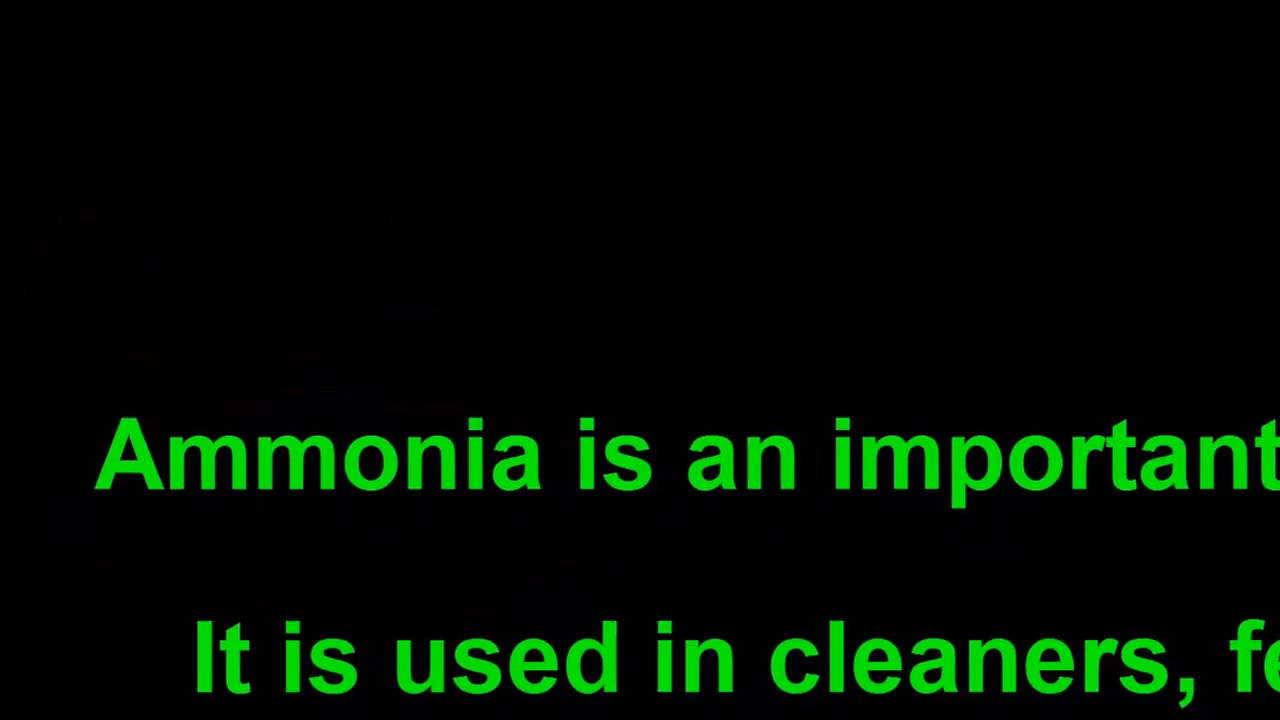 Ammonia is an important
It is used in cleaners,